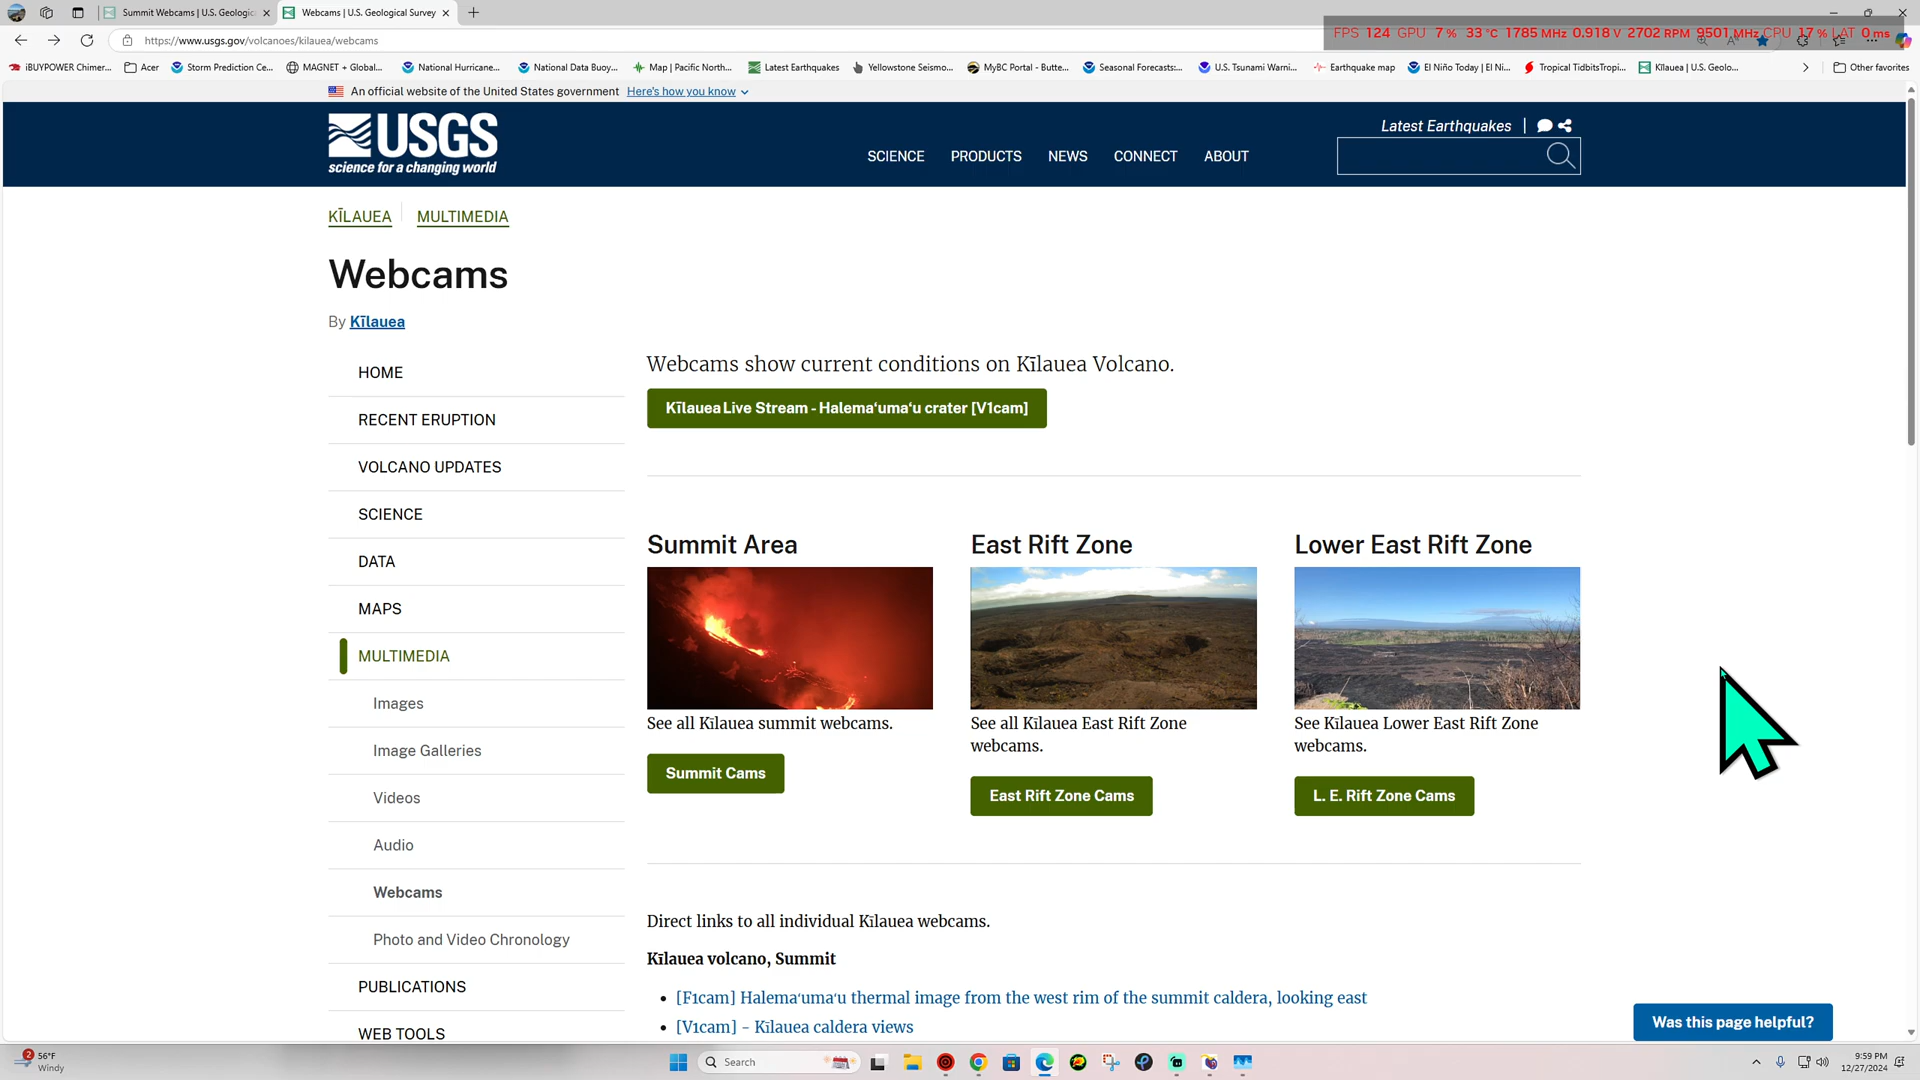 Summit Webcams | U.S. Geologic
Webcams | U.S. Geological Survey
https://www.usgs.gov/volcanoes/kilauea/webcams
FPS 124 GPU 7 % 33 °C 1785 MHz 0.918 V 2702 RPM 9501 MHz CPU 17 % LAT 0 ms
iBUYPOWER Chimer...
Acer
Storm Prediction Ce...
MAGNET + Global...
National Hurricane...
National Data Buoy...
Map | Pacific North...
Latest Earthquakes
Yellowstone Seismo...
MyBC Portal - Butte...
Seasonal Forecasts:...
U.S. Tsunami Warni...
Earthquake map
El Niño Today | El Ni...
Tropical TidbitsTropi...
Kīlauea | U.S. Geolo...
Other favorites
An official website of the United States government Here's how you know
USGS
science for a changing world
Latest Earthquakes
SCIENCE PRODUCTS NEWS CONNECT ABOUT
KĪLAUEA MULTIMEDIA
Webcams
By Kīlauea
HOME
RECENT ERUPTION
VOLCANO UPDATES
SCIENCE
DATA
MAPS
MULTIMEDIA
Images
Image Galleries
Videos
Audio
Webcams
Photo and Video Chronology
PUBLICATIONS
WEB TOOLS
Webcams show current conditions on Kīlauea Volcano.
Kīlauea Live Stream - Halemaʻumaʻu crater [V1cam]
Summit Area
See all Kīlauea summit webcams.
Summit Cams
East Rift Zone
See all Kīlauea East Rift Zone
webcams.
East Rift Zone Cams
Lower East Rift Zone
See Kīlauea Lower East Rift Zone
webcams.
L. E. Rift Zone Cams
Direct links to all individual Kīlauea webcams.
Kīlauea volcano, Summit
• [F1cam] Halemaʻumaʻu thermal image from the west rim of the summit caldera, looking east
• [V1cam] - Kīlauea caldera views
Was this page helpful?
2
56°F
Windy
Search
9:59 PM
12/27/2024